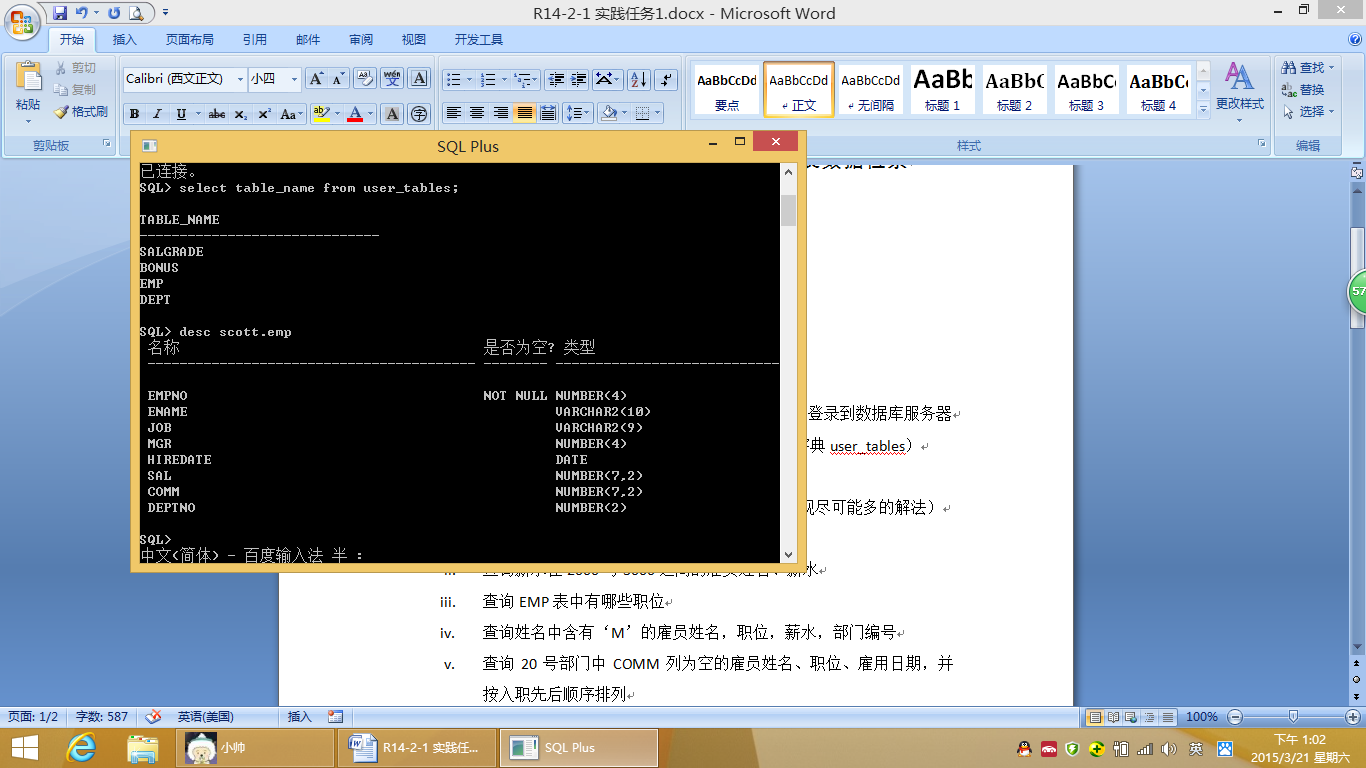 R14-2-1 实践任务1.docx - Microsoft Word
开始 插入 页面布局 引用 邮件 审阅 视图 开发工具
粘贴 剪切 复制 格式刷
剪贴板
Calibri (西文正文) 小四
AaBbCcDd AaBbCcDd AaBbCcDd
要点 正文 无间隔 标题 1 标题 2 标题 3 标题 4
更改样式
样式
查找
替换
选择
编辑
SQL Plus
已连接。
SQL> select table_name from user_tables;
TABLE_NAME
------------------------------
SALGRADE
BONUS
EMP
DEPT
SQL> desc scott.emp
名称 是否为空? 类型
----------------------------------------- -------- ----------------------------
EMPNO NOT NULL NUMBER(4)
ENAME VARCHAR2(10)
JOB VARCHAR2(9)
MGR NUMBER(4)
HIREDATE DATE
SAL NUMBER(7,2)
COMM NUMBER(7,2)
DEPTNO NUMBER(2)
SQL>
中文(简体) - 百度输入法 半 :
登录到数据库服务器
典 user_tables）
尽可能多的解法）
iii. 查询 EMP 表中有哪些职位
iv. 查询姓名中含有‘M’的雇员姓名，职位，薪水，部门编号
v. 查询 20 号部门中 COMM 列为空的雇员姓名、职位、雇用日期，并
按入职先后顺序排列
57
页面: 1/2 字数: 587 英语(美国) 插入 100%
小帅 R14-2-1 实践任... SQL Plus
英
下午 1:02
2015/3/21 星期六